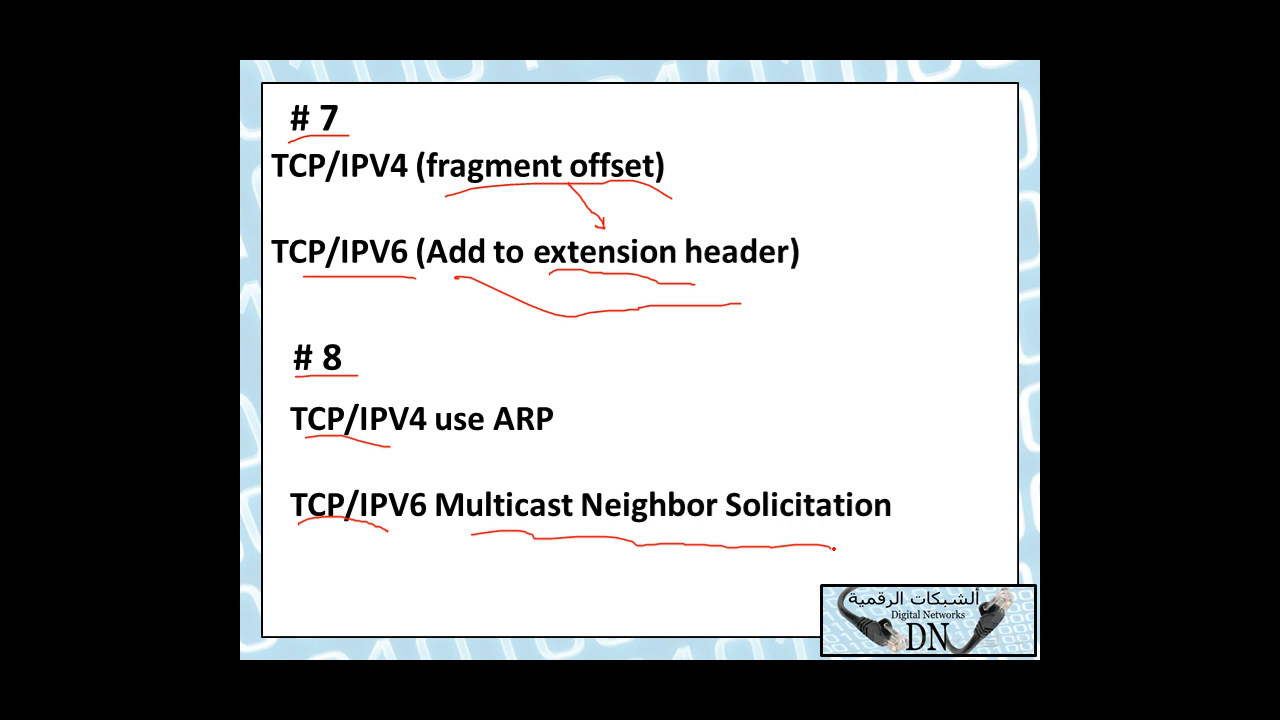 # 7
TCP/IPV4 (fragment offset)
TCP/IPV6 (Add to extension header)
# 8
TCP/IPV4 use ARP
TCP/IPV6 Multicast Neighbor Solicitation
ألشبكات الرقمية
Digital Networks
DN